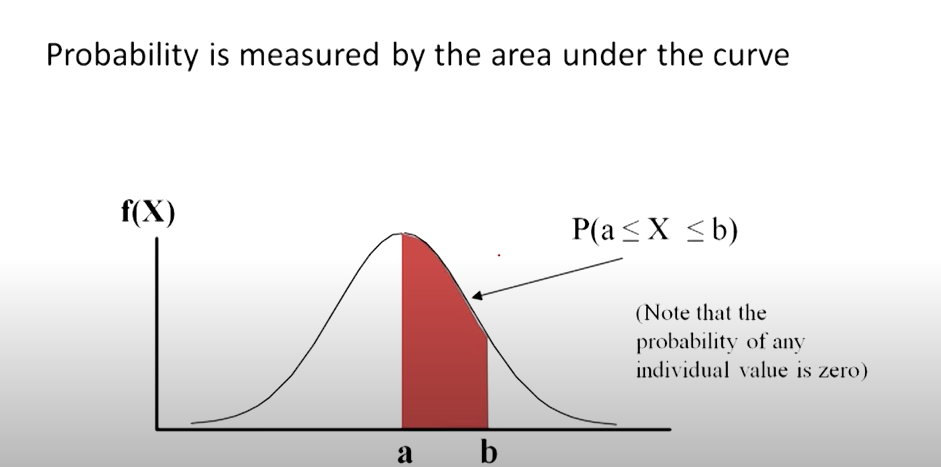 Probability is measured by the area under the curve
f(X)
P(a ≤ X ≤ b)
(Note that the
probability of any
individual value is zero)
a b